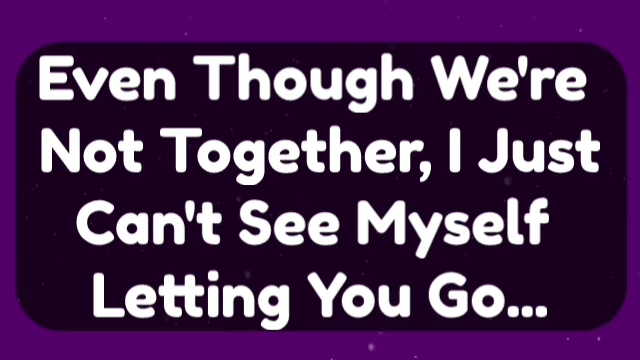 Even Though We're
Not Together, I Just
Can't See Myself
Letting You Go...